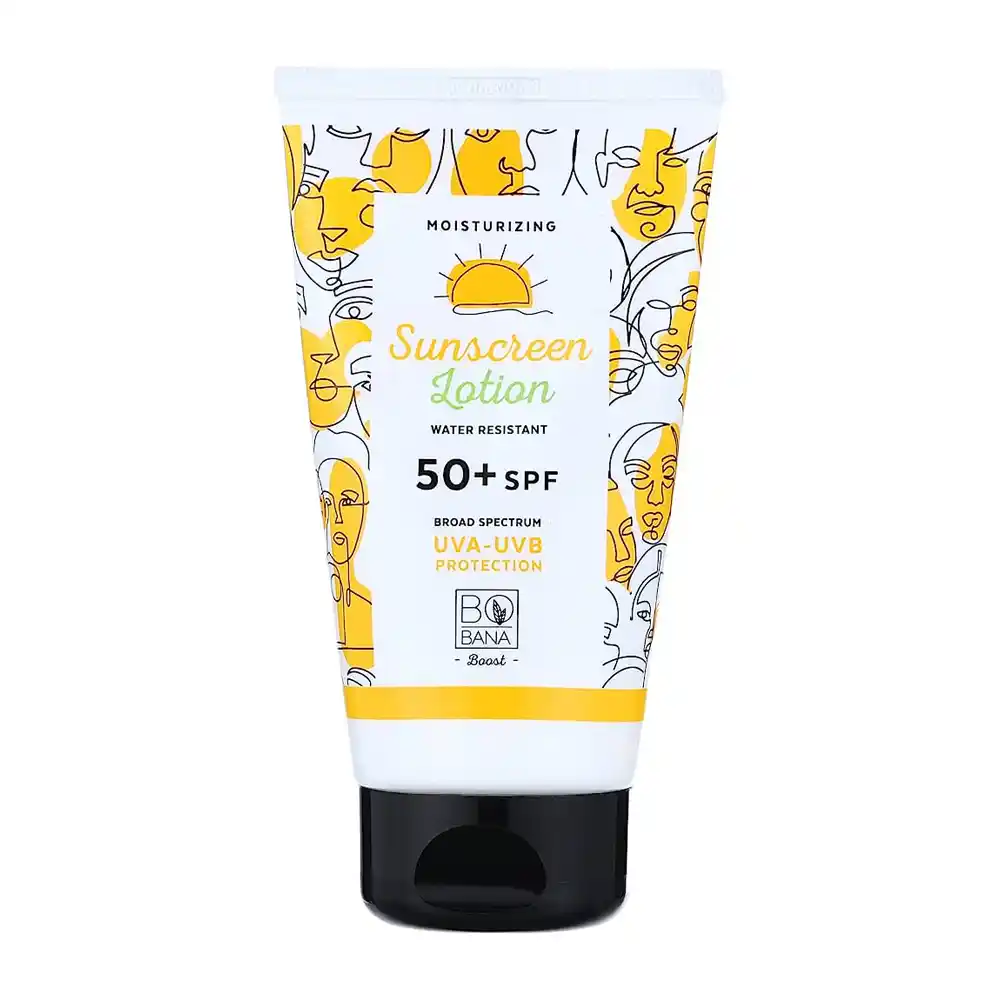 MOISTURIZING
Sunscreen
Lotion
WATER RESISTANT
50+ SPF
BROAD SPECTRUM
UVA-UVB
PROTECTION
BO
BANA
- Boost -